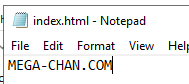 index.html - Notepad
File Edit Format View Help
MEGA-CHAN.COM